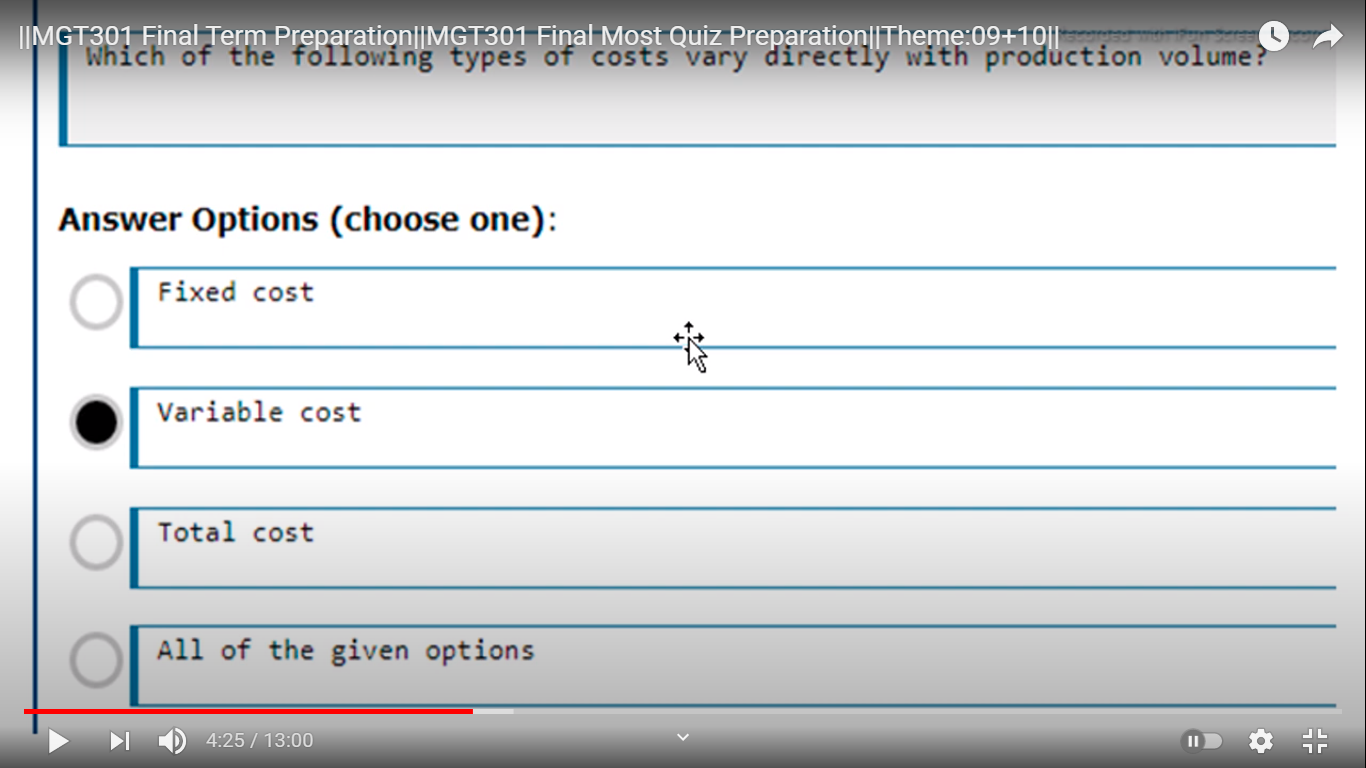 ||MGT301 Final Term Preparation||MGT301 Final Most Quiz Preparation||Theme:09+10||
Which of the following types of costs vary directly with production volume?
Answer Options (choose one):
Fixed cost
Variable cost
Total cost
All of the given options
4:25 / 13:00